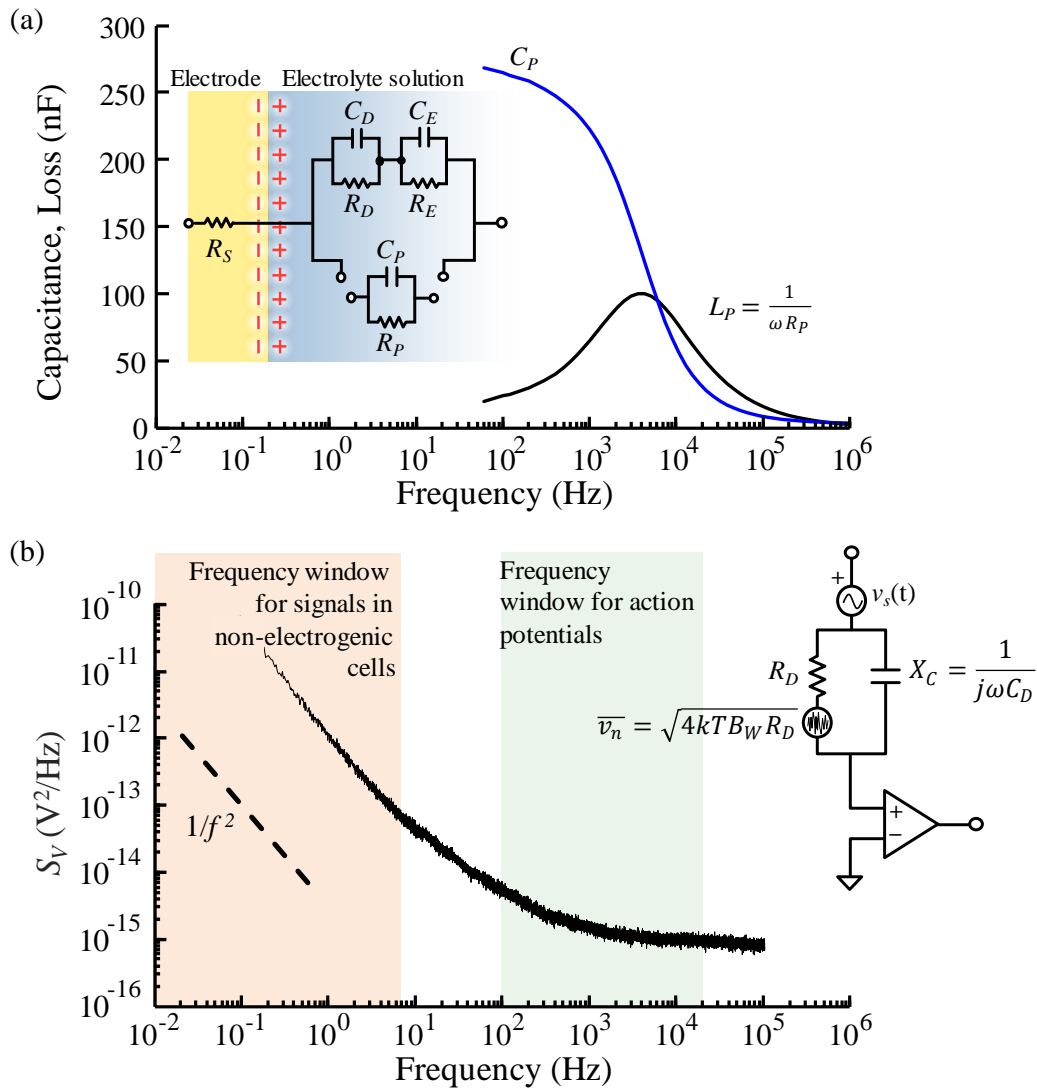 (a)
300
250
200
150
100
50
0
Capacitance, Loss (nF)
Electrode
Electrolyte solution
C_D
C_E
R_D
R_E
R_S
C_P
R_P
C_P
L_P = 1/(ω R_P)
10^-2
10^-1
10^0
10^1
10^2
10^3
10^4
10^5
10^6
Frequency (Hz)
(b)
10^-10
10^-11
10^-12
10^-13
10^-14
10^-15
10^-16
S_V (V^2/Hz)
Frequency window
for signals in
non-electrogenic
cells
Frequency
window for action
potentials
1/f^2
+
v_s(t)
R_D
X_C = 1/(jωC_D)
v̅_n̅ = √(4kTB_W R_D)
+
−
10^-2
10^-1
10^0
10^1
10^2
10^3
10^4
10^5
10^6
Frequency (Hz)